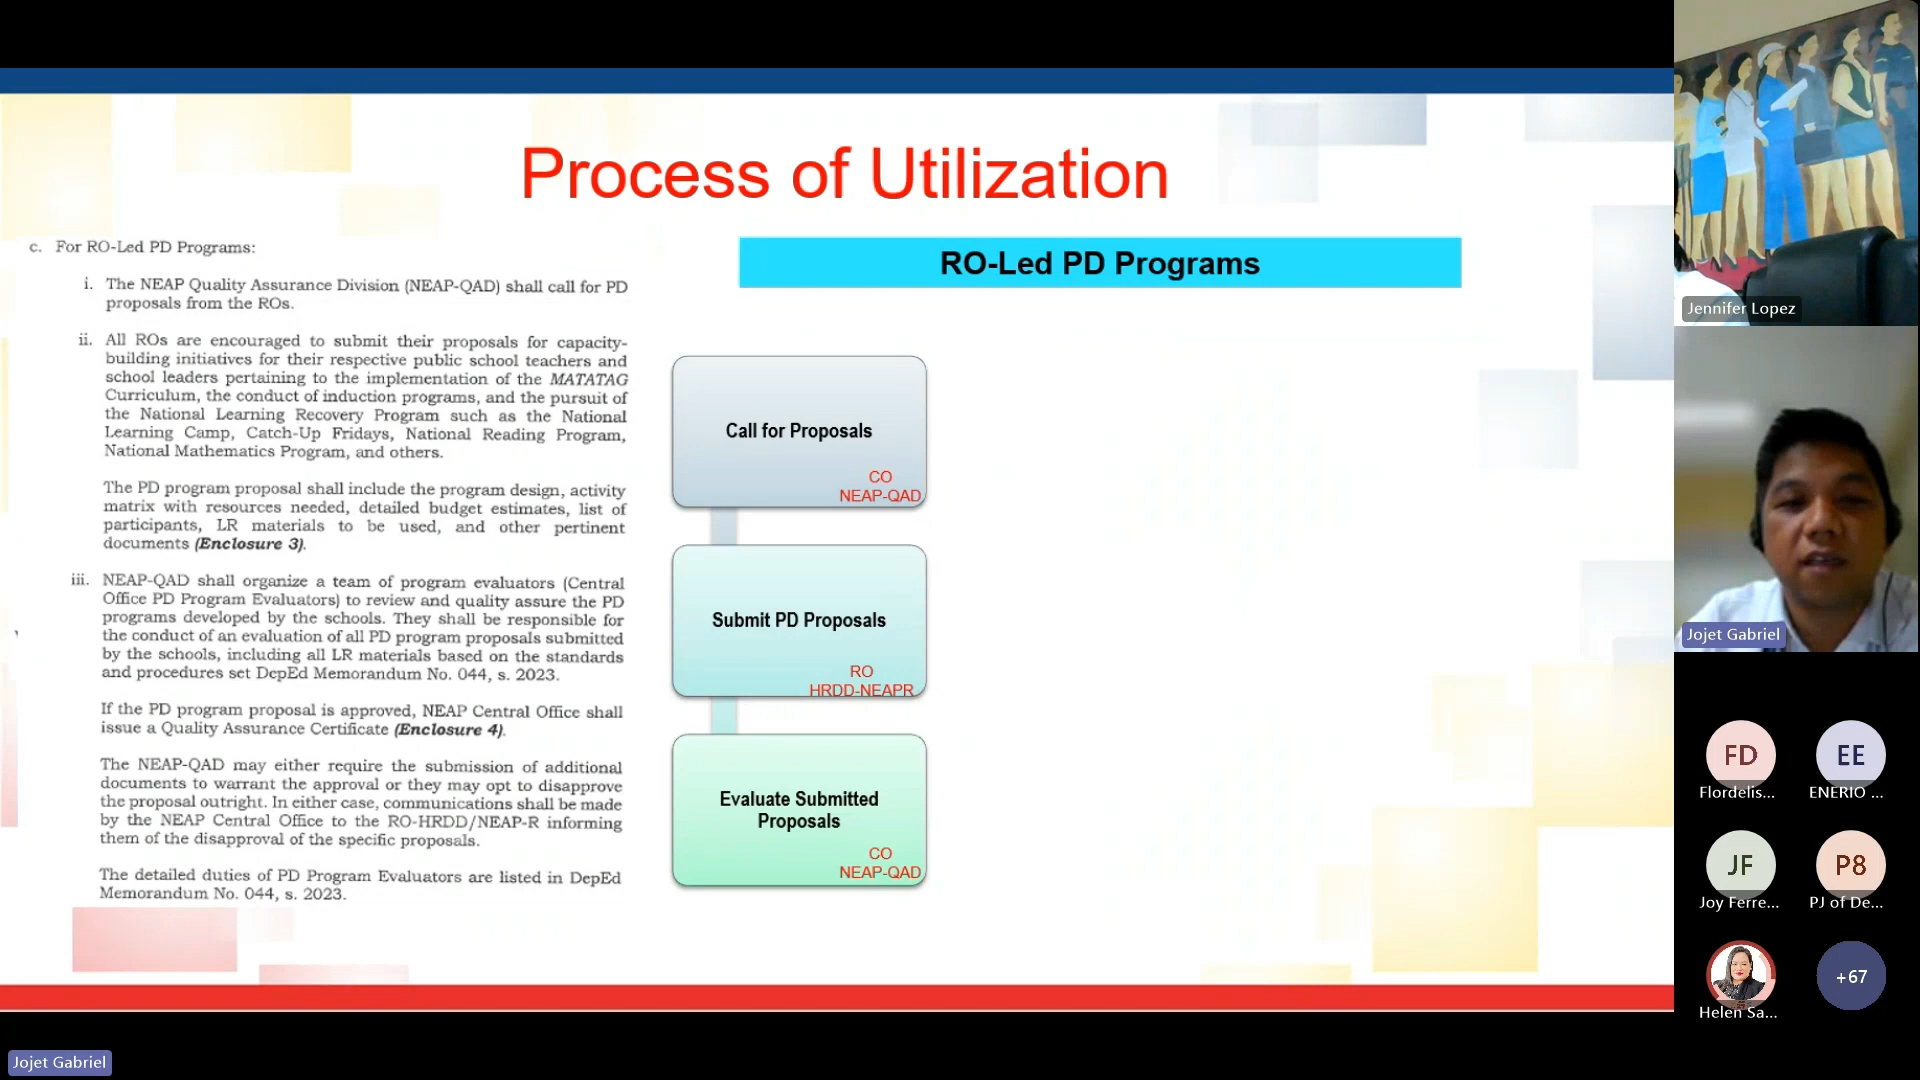 Process of Utilization
c. For RO-Led PD Programs:
i. The NEAP Quality Assurance Division (NEAP-QAD) shall call for PD
proposals from the ROs.
ii. All ROs are encouraged to submit their proposals for capacity-
building initiatives for their respective public school teachers and
school leaders pertaining to the implementation of the MATATAG
Curriculum, the conduct of induction programs, and the pursuit of
the National Learning Recovery Program such as the National
Learning Camp, Catch-Up Fridays, National Reading Program,
National Mathematics Program, and others.
The PD program proposal shall include the program design, activity
matrix with resources needed, detailed budget estimates, list of
participants, LR materials to be used, and other pertinent
documents (Enclosure 3).
iii. NEAP-QAD shall organize a team of program evaluators (Central
Office PD Program Evaluators) to review and quality assure the PD
programs developed by the schools. They shall be responsible for
the conduct of an evaluation of all PD program proposals submitted
by the schools, including all LR materials based on the standards
and procedures set DepEd Memorandum No. 044, s. 2023.
If the PD program proposal is approved, NEAP Central Office shall
issue a Quality Assurance Certificate (Enclosure 4).
The NEAP-QAD may either require the submission of additional
documents to warrant the approval or they may opt to disapprove
the proposal outright. In either case, communications shall be made
by the NEAP Central Office to the RO-HRDD/NEAP-R informing
them of the disapproval of the specific proposals.
The detailed duties of PD Program Evaluators are listed in DepEd
Memorandum No. 044, s. 2023.
RO-Led PD Programs
Call for Proposals
CO
NEAP-QAD
Submit PD Proposals
RO
HRDD-NEAPR
Evaluate Submitted
Proposals
CO
NEAP-QAD
Jennifer Lopez
Jojet Gabriel
FD
Flordelis...
EE
ENERIO ...
JF
Joy Ferre...
P8
PJ of De...
Helen Sa...
+67
Jojet Gabriel